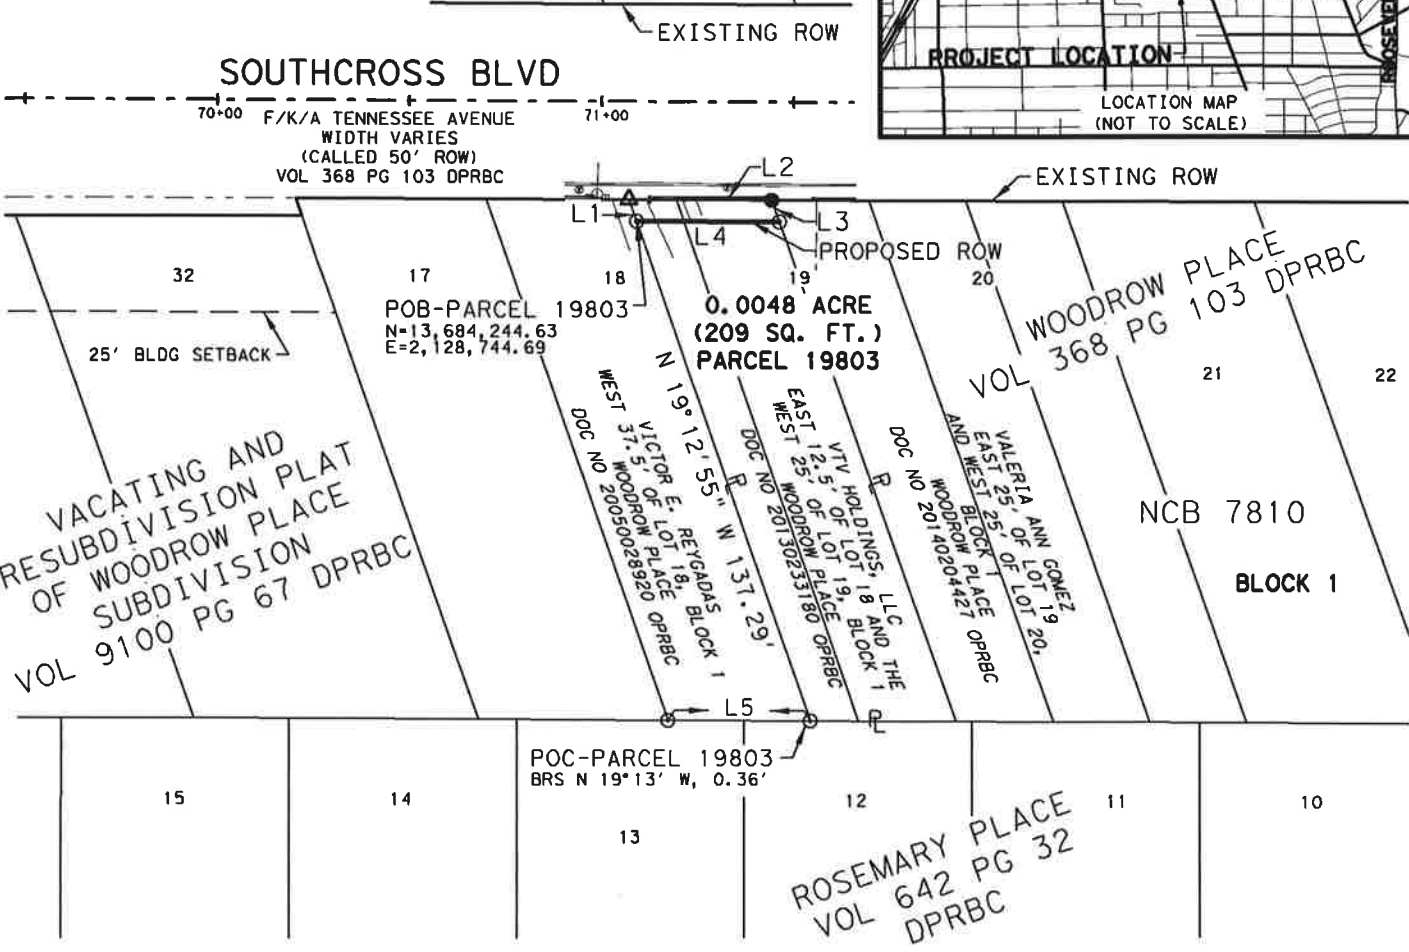 EXISTING ROW
SOUTHCROSS BLVD
70+00
F/K/A TENNESSEE AVENUE
71+00
WIDTH VARIES
(CALLED 50' ROW)
VOL 368 PG 103 DPRBC
PROJECT LOCATION
LOCATION MAP
(NOT TO SCALE)
L2
EXISTING ROW
L1
L3
L4
PROPOSED ROW
32
17
18
19
20
21
22
POB-PARCEL 19803
N=13,684,244.63
E=2,128,744.69
0.0048 ACRE
(209 SQ. FT.)
PARCEL 19803
25' BLDG SETBACK
WOODROW PLACE
VOL 368 PG 103 DPRBC
VACATING AND
RESUBDIVISION PLAT
OF WOODROW PLACE
SUBDIVISION
VOL 9100 PG 67 DPRBC
VICTOR E. REYGADAS
WEST 37.5' OF LOT 18, BLOCK 1
WOODROW PLACE
DOC NO 20050028920 OPRBC
N 19°12'55" W 137.29'
VTV HOLDINGS, LLC
EAST 12.5' OF LOT 18 AND THE
WEST 25' OF LOT 19, BLOCK 1
WOODROW PLACE
DOC NO 20130233180 OPRBC
VALERIA ANN GOMEZ
EAST 25' OF LOT 19
AND WEST 25' OF LOT 20,
BLOCK 1
WOODROW PLACE
DOC NO 20140204427 OPRBC
NCB 7810
BLOCK 1
L5
POC-PARCEL 19803
BRS N 19°13' W, 0.36'
15
14
13
12
11
10
ROSEMARY PLACE
VOL 642 PG 32
DPRBC